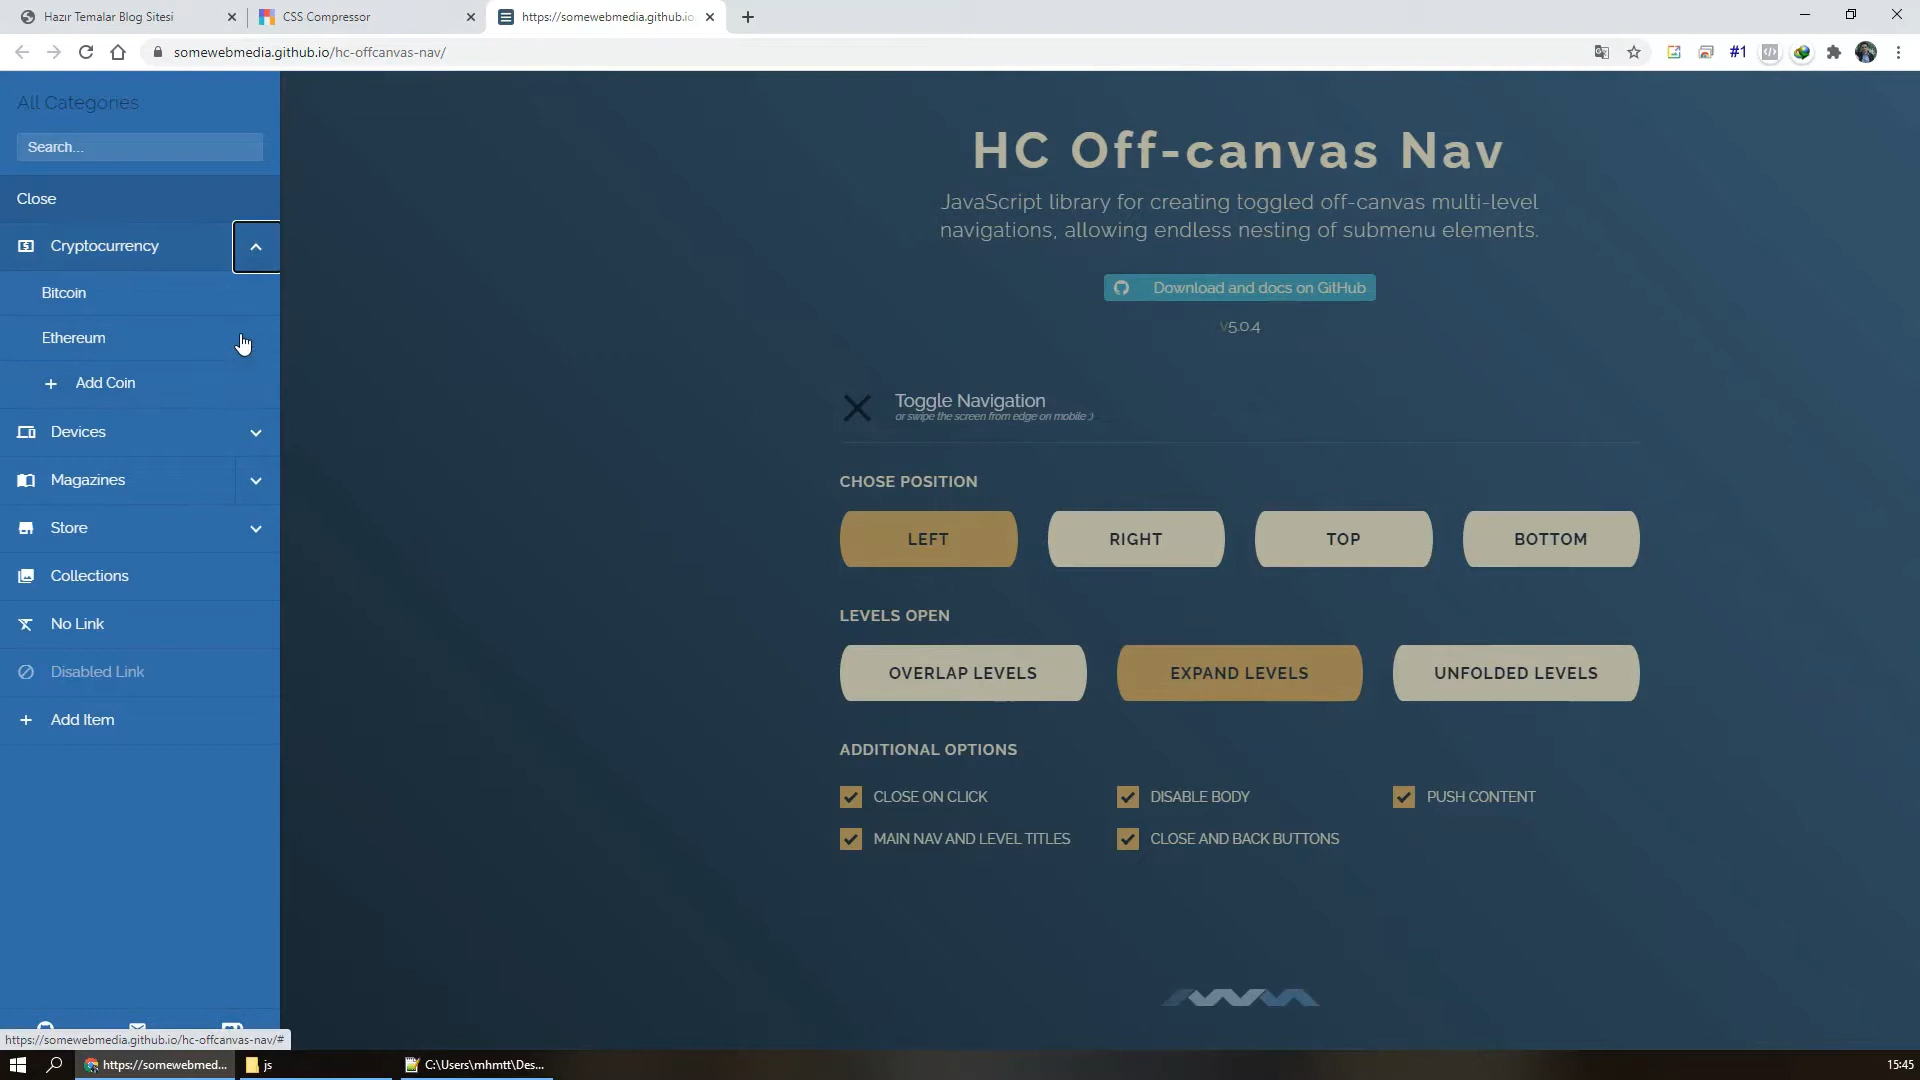 Hazır Temalar Blog Sitesi
CSS Compressor
https://somewebmedia.github.io
somewebmedia.github.io/hc-offcanvas-nav/
#1
All Categories
Search...
Close
Cryptocurrency
Bitcoin
Ethereum
Add Coin
Devices
Magazines
Store
Collections
No Link
Disabled Link
Add Item
HC Off-canvas Nav
JavaScript library for creating toggled off-canvas multi-level
navigations, allowing endless nesting of submenu elements.
Download and docs on GitHub
v5.0.4
Toggle Navigation
or swipe the screen from edge on mobile ;)
CHOSE POSITION
LEFT
RIGHT
TOP
BOTTOM
LEVELS OPEN
OVERLAP LEVELS
EXPAND LEVELS
UNFOLDED LEVELS
ADDITIONAL OPTIONS
CLOSE ON CLICK
DISABLE BODY
PUSH CONTENT
MAIN NAV AND LEVEL TITLES
CLOSE AND BACK BUTTONS
https://somewebmedia.github.io/hc-offcanvas-nav/#
https://somewebmed...
js
C:\Users\mhmtt\Des...
15:45